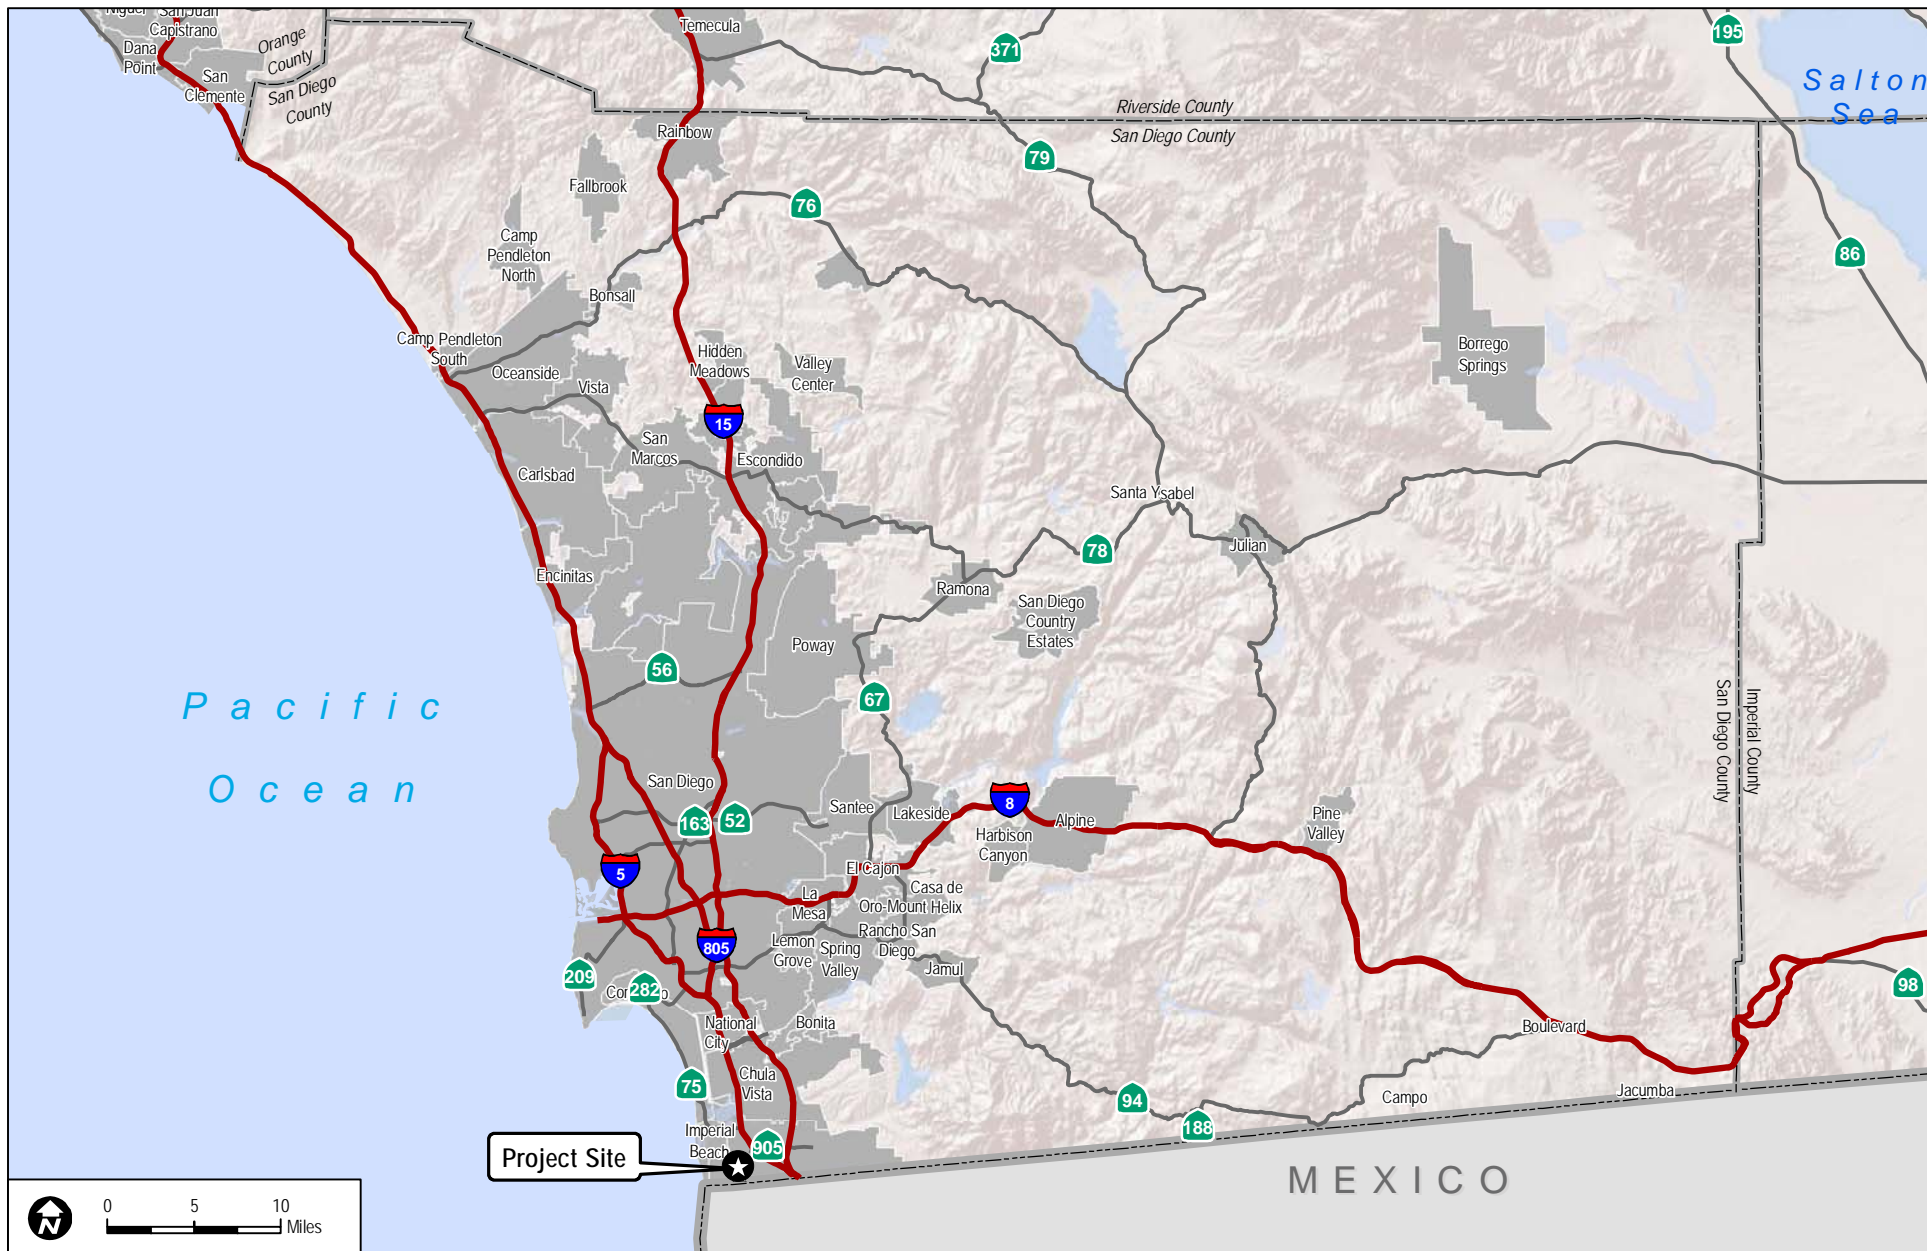 Niguel
San Juan
Capistrano
Dana
Point
San
Clemente
Orange
County
San Diego
County
Temecula
371
195
Salton
Sea
Riverside County
San Diego County
Rainbow
79
Fallbrook
76
86
Camp
Pendleton
North
Bonsall
Camp Pendleton
South
Oceanside
Vista
Hidden
Meadows
Valley
Center
Borrego
Springs
15
San
Marcos
Escondido
Carlsbad
Santa Ysabel
78
Julian
Encinitas
Ramona
San Diego
Country
Estates
Poway
56
67
Pacific
Ocean
San Diego County
Imperial County
San Diego
163
52
Santee
Lakeside
8
Alpine
Harbison
Canyon
Pine
Valley
5
El Cajon
La
Mesa
Casa de
Oro-Mount Helix
805
Lemon
Grove
Spring
Valley
Rancho San
Diego
Jamul
209
282
98
National
City
Bonita
Boulevard
75
Chula
Vista
94
188
Campo
Jacumba
Imperial
Beach
905
Project Site
MEXICO
N
0 5 10
Miles